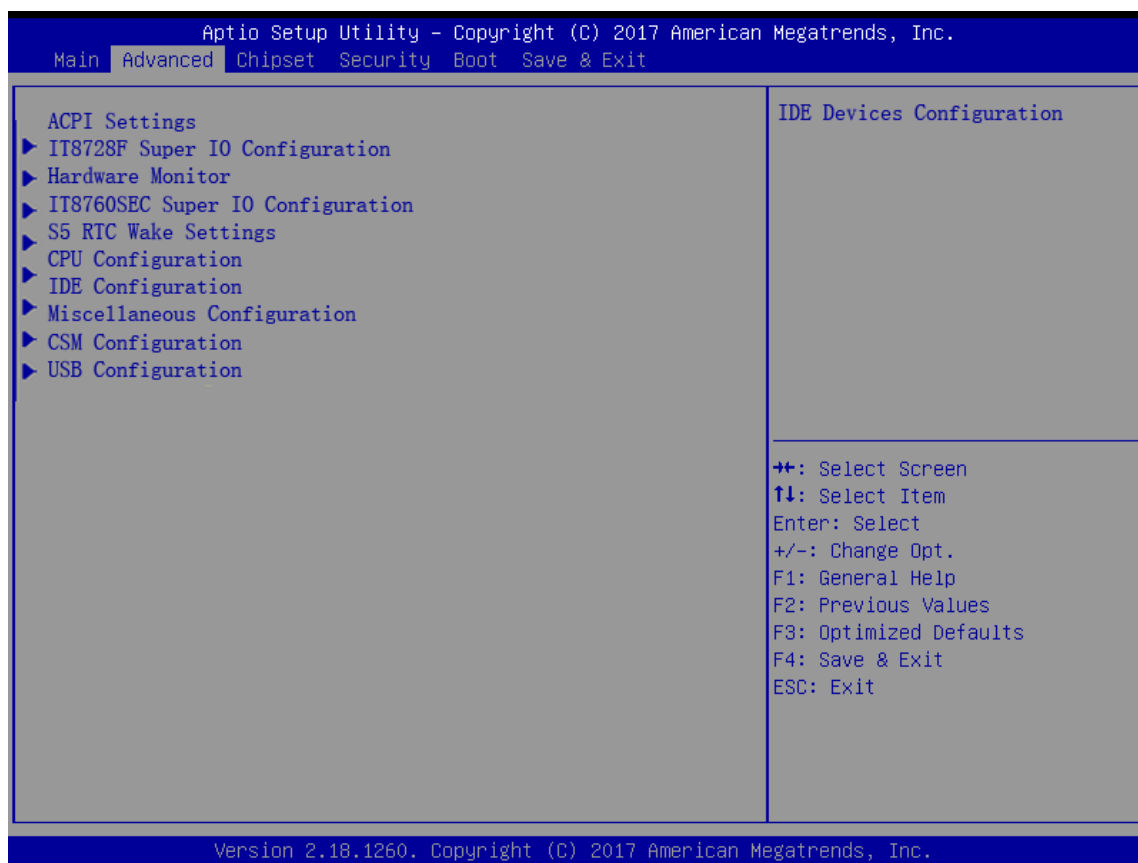 Aptio Setup Utility – Copyright (C) 2017 American Megatrends, Inc.
Main Advanced Chipset Security Boot Save & Exit
ACPI Settings
IT8728F Super IO Configuration
Hardware Monitor
IT8760SEC Super IO Configuration
S5 RTC Wake Settings
CPU Configuration
IDE Configuration
Miscellaneous Configuration
CSM Configuration
USB Configuration
IDE Devices Configuration
→←: Select Screen
↑↓: Select Item
Enter: Select
+/-: Change Opt.
F1: General Help
F2: Previous Values
F3: Optimized Defaults
F4: Save & Exit
ESC: Exit
Version 2.18.1260. Copyright (C) 2017 American Megatrends, Inc.